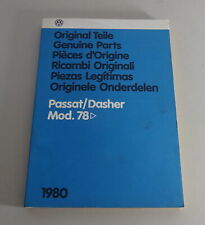 Original Teile
Genuine Parts
Pièces d'Origine
Ricambi Originali
Piezas Legítimas
Originele Onderdelen
Passat/Dasher
Mod. 78▷
1980